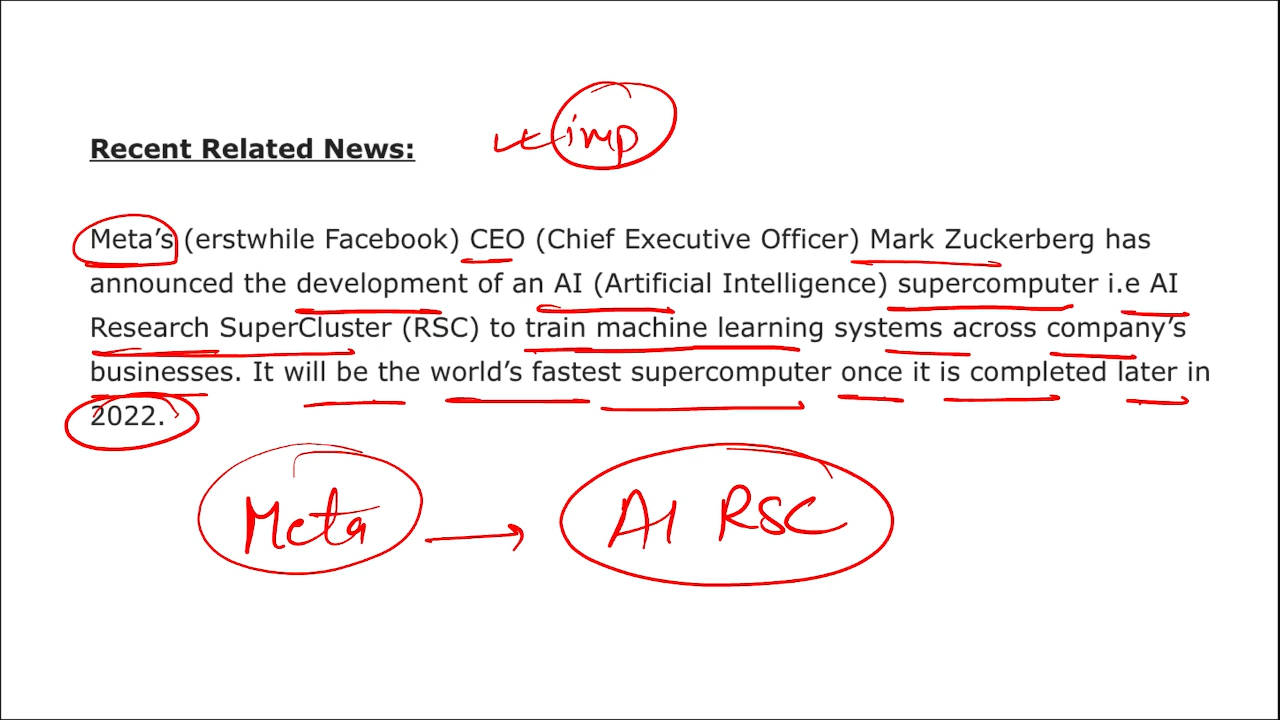 Recent Related News:
imp
Meta’s (erstwhile Facebook) CEO (Chief Executive Officer) Mark Zuckerberg has
announced the development of an AI (Artificial Intelligence) supercomputer i.e AI
Research SuperCluster (RSC) to train machine learning systems across company’s
businesses. It will be the world’s fastest supercomputer once it is completed later in
2022.
Meta → AI RSC